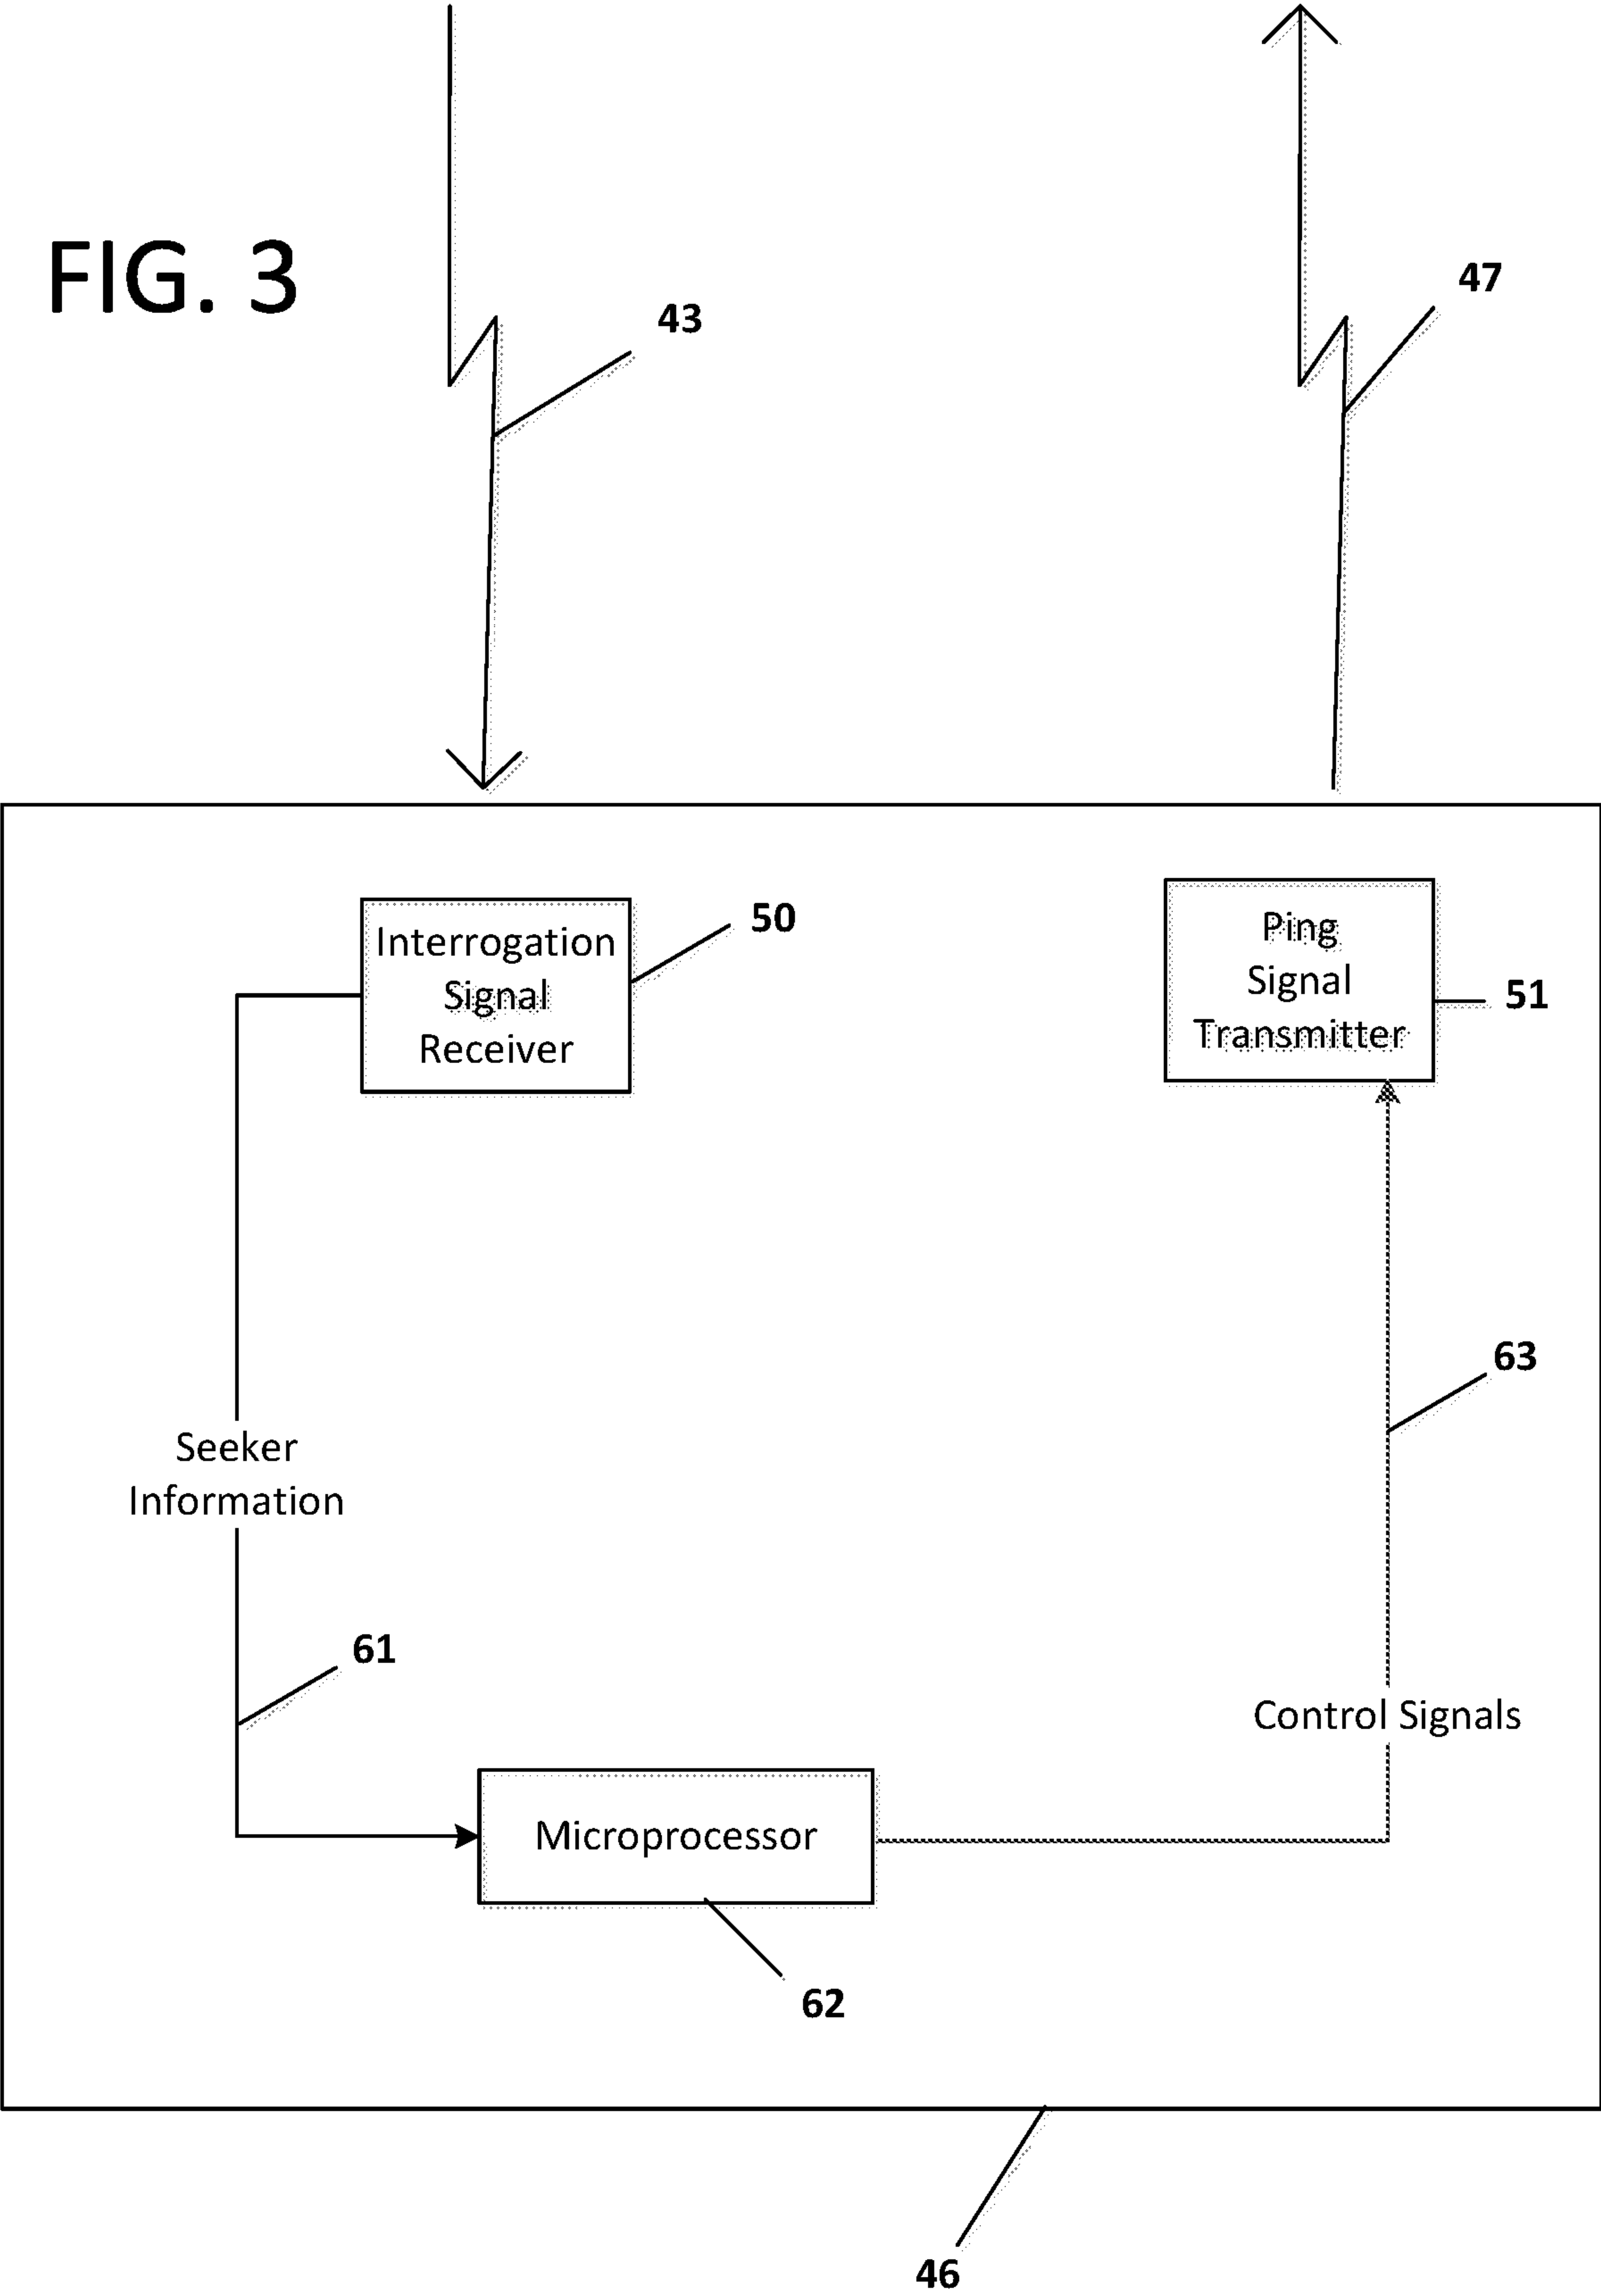 FIG. 3
43
47
Interrogation
Signal
Receiver
50
Ping
Signal
Transmitter
51
63
Seeker
Information
61
Control Signals
Microprocessor
62
46